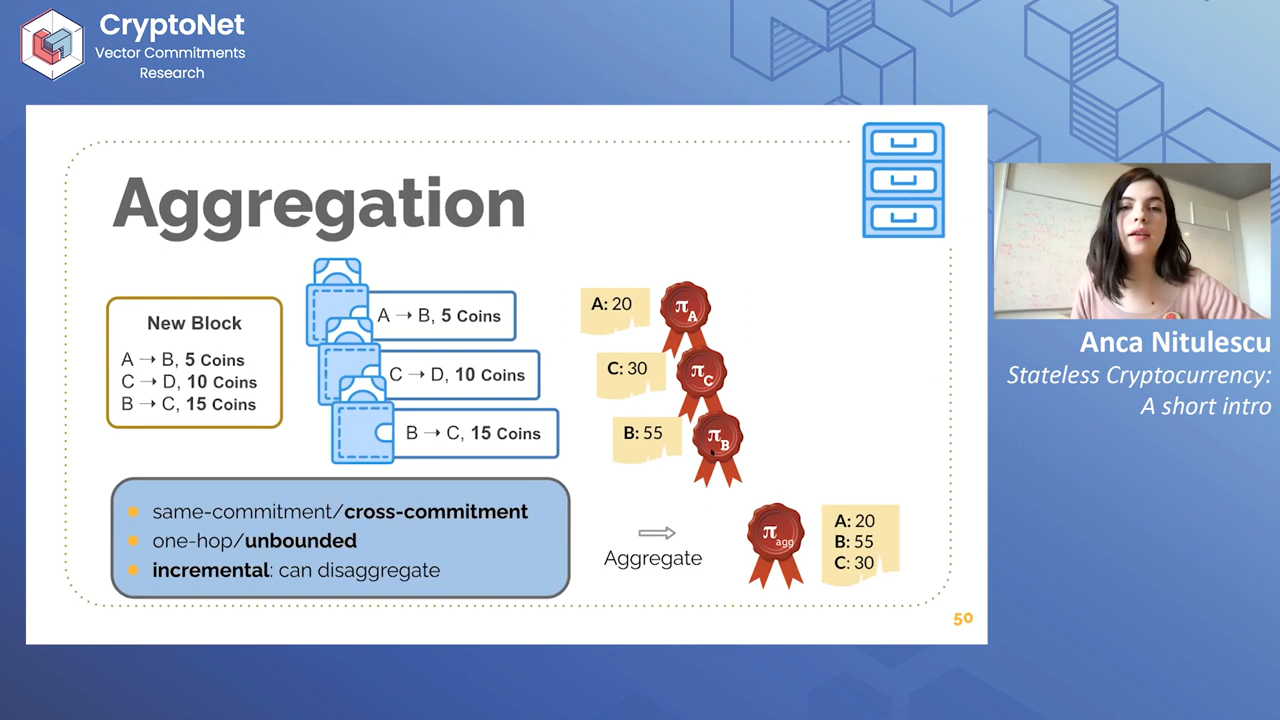 CryptoNet
Vector Commitments
Research
Aggregation
New Block
A → B, 5 Coins
C → D, 10 Coins
B → C, 15 Coins
A → B, 5 Coins
C → D, 10 Coins
B → C, 15 Coins
A: 20
πA
C: 30
πC
B: 55
πB
same-commitment/cross-commitment
one-hop/unbounded
incremental: can disaggregate
Aggregate
πagg
A: 20
B: 55
C: 30
50
Anca Nitulescu
Stateless Cryptocurrency:
A short intro